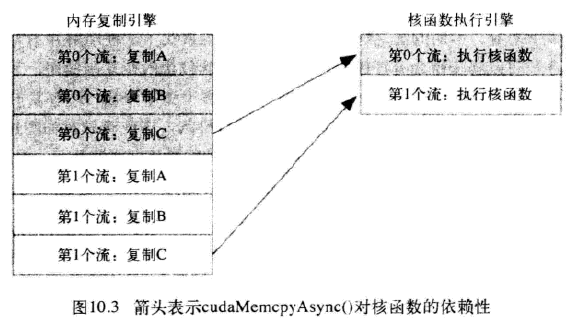 内存复制引擎
第0个流：复制A
第0个流：复制B
第0个流：复制C
第1个流：复制A
第1个流：复制B
第1个流：复制C
核函数执行引擎
第0个流：执行核函数
第1个流：执行核函数
图10.3 箭头表示cudaMemcpyAsync()对核函数的依赖性